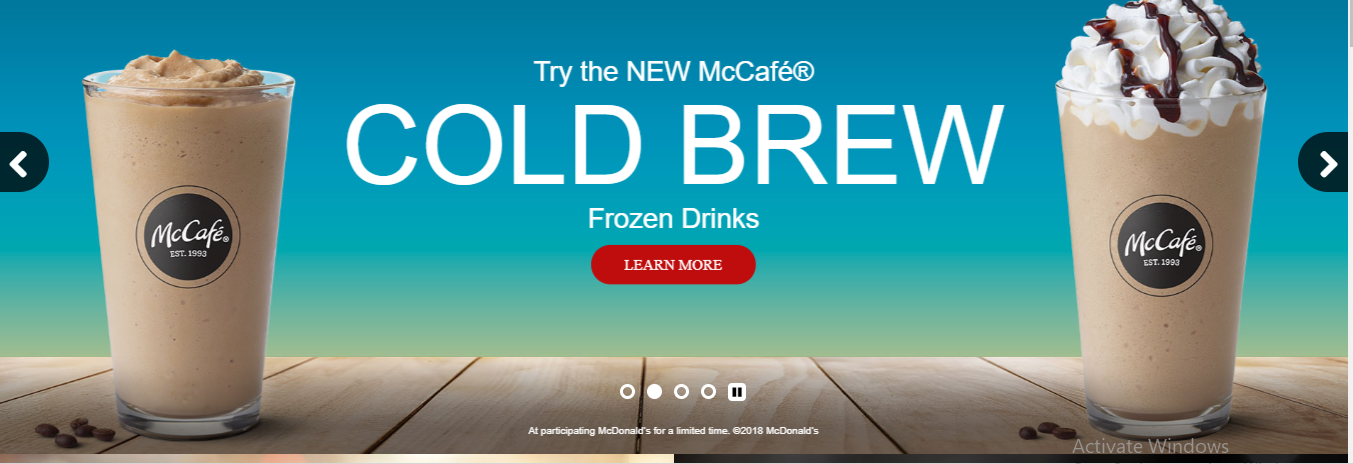 Try the NEW McCafé®
COLD BREW
Frozen Drinks
LEARN MORE
McCafé®
EST. 1993
McCafé®
EST. 1993
At participating McDonald's for a limited time. ©2018 McDonald's
Activate Windows